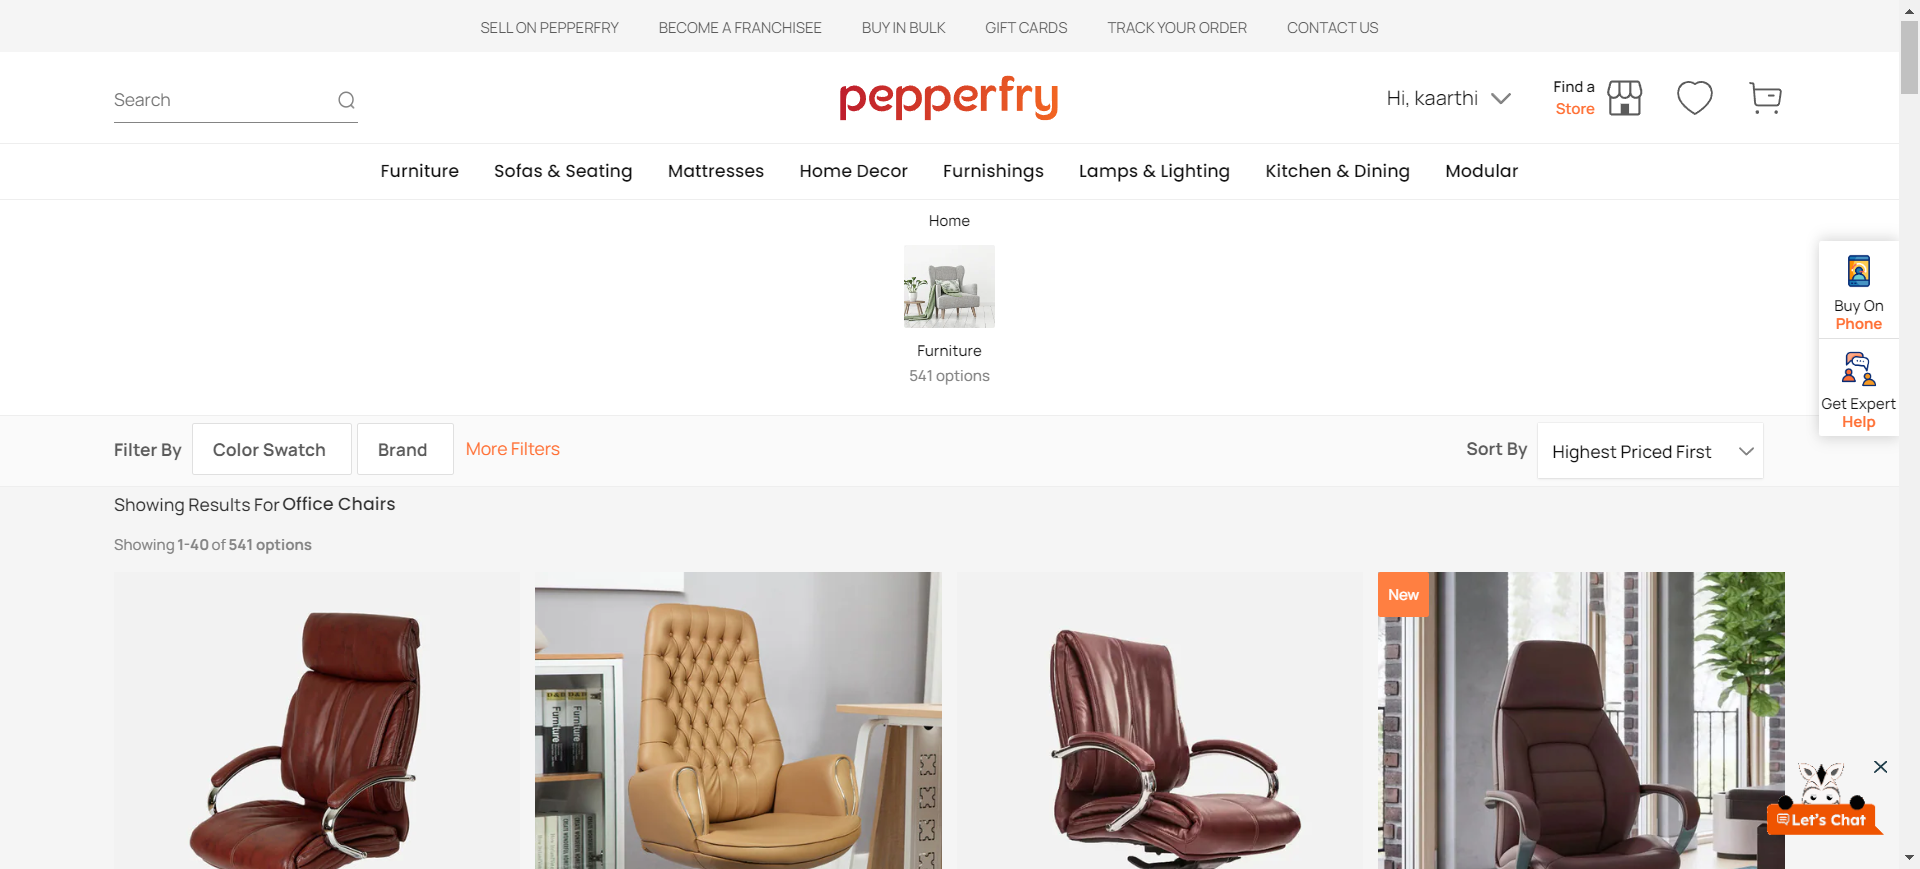 SELL ON PEPPERFRY BECOME A FRANCHISEE BUY IN BULK GIFT CARDS TRACK YOUR ORDER CONTACT US
Search
pepperfry
Hi, kaarthi
Find a
Store
Furniture Sofas & Seating Mattresses Home Decor Furnishings Lamps & Lighting Kitchen & Dining Modular
Home
Furniture
541 options
Buy On
Phone
Get Expert
Help
Filter By Color Swatch Brand More Filters
Sort By Highest Priced First
Showing Results For Office Chairs
Showing 1-40 of 541 options
New
Furniture
Furniture
Let's Chat